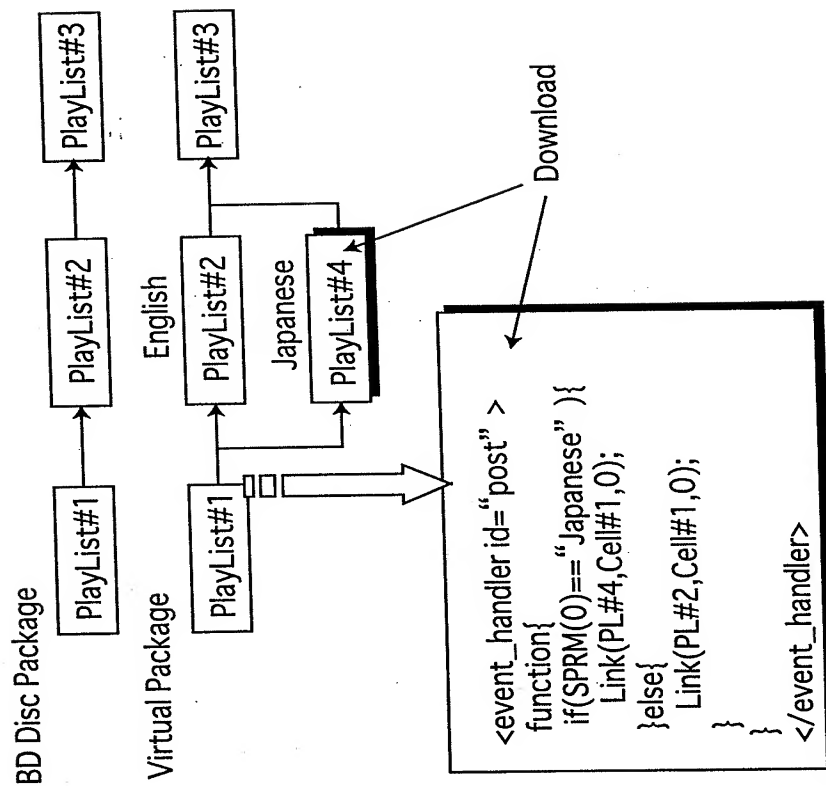 BD Disc Package
PlayList#1
PlayList#2
PlayList#3
Virtual Package
English
PlayList#1
PlayList#2
PlayList#3
Japanese
PlayList#4
Download
<event_handler id=“post” >
function{
if(SPRM(0)==“Japanese” ){
Link(PL#4,Cell#1,0);
}else{
Link(PL#2,Cell#1,0);
}
}
</event_handler>